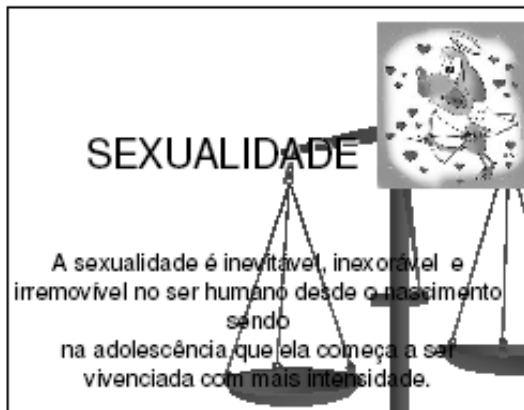 SEXUALIDADE
A sexualidade é inevitável, inexorável e
irremovível no ser humano desde o nascimento
sendo
na adolescência que ela começa a ser
vivenciada com mais intensidade.